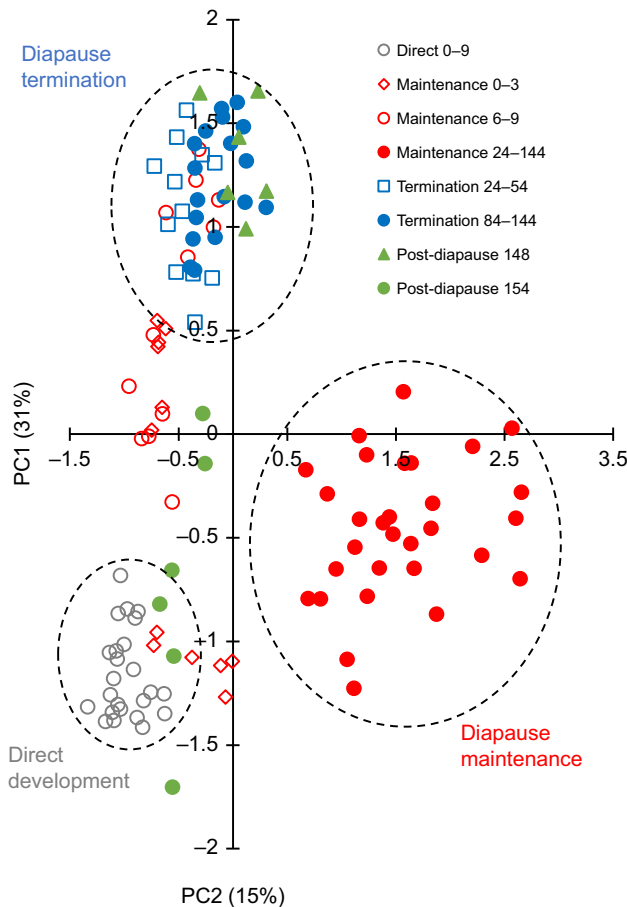 2
Diapause
termination
Direct 0–9
Maintenance 0–3
Maintenance 6–9
Maintenance 24–144
Termination 24–54
Termination 84–144
Post-diapause 148
Post-diapause 154
1.5
1
0.5
PC1 (31%)
–1.5
–0.5
0
0.5
1.5
2.5
3.5
–0.5
–1
–1.5
–2
Direct
development
Diapause
maintenance
PC2 (15%)